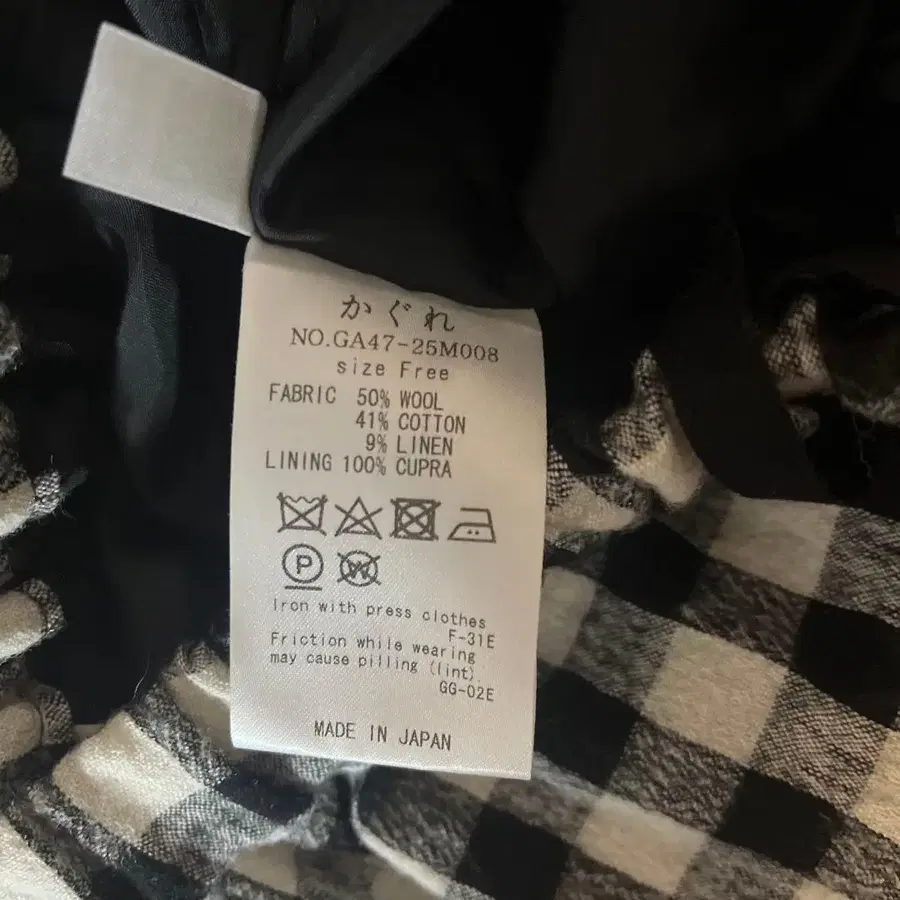 かぐれ
NO.GA47-25M008
size Free
FABRIC 50% WOOL
41% COTTON
9% LINEN
LINING 100% CUPRA
P W
Iron with press clothes
F-31E
Friction while wearing
may cause pilling (lint).
GG-02E
MADE IN JAPAN